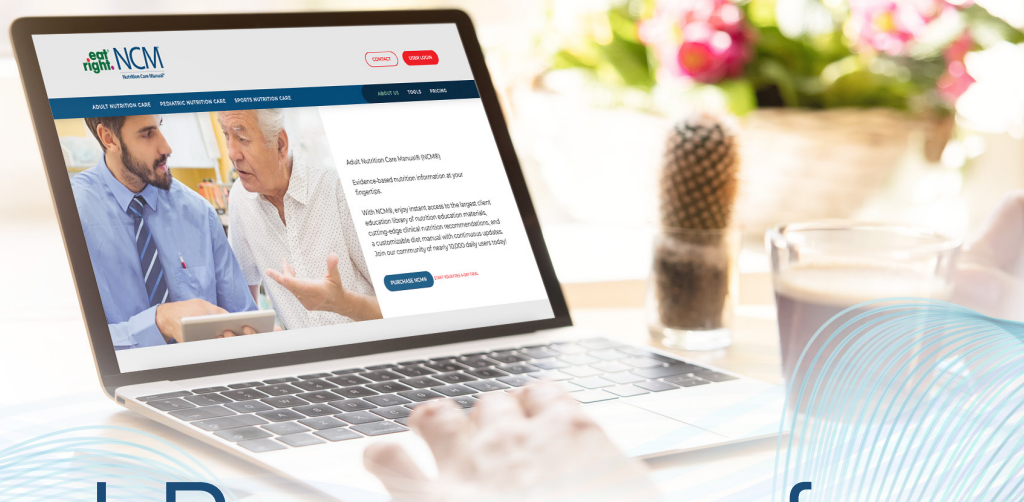 eat
right. NCM
Nutrition Care Manual®
CONTACT
USER LOGIN
ADULT NUTRITION CARE PEDIATRIC NUTRITION CARE SPORTS NUTRITION CARE
ABOUT US TOOLS PRICING
Adult Nutrition Care Manual® (NCM®)
Evidence-based nutrition information at your
fingertips.
With NCM®, enjoy instant access to the largest client
education library of nutrition education materials,
cutting-edge clinical nutrition recommendations, and
a customizable diet manual with continuous updates.
Join our community of nearly 10,000 daily users today!
PURCHASE NCM®